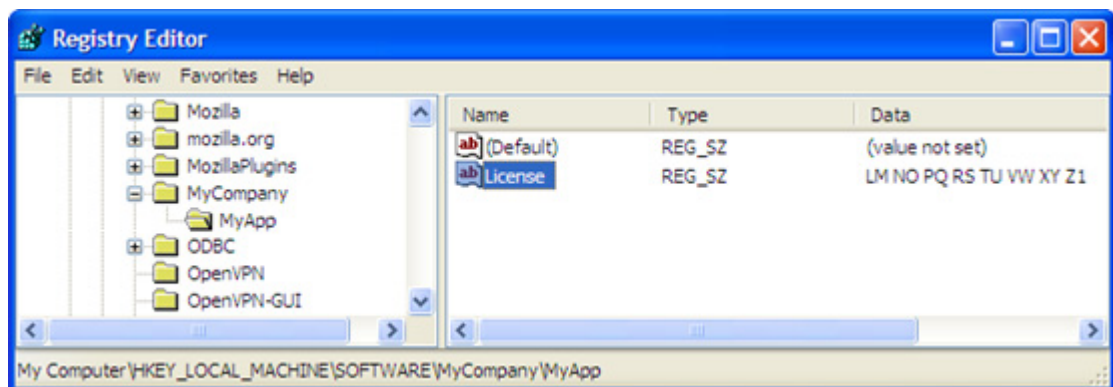 Registry Editor
File Edit View Favorites Help
Mozilla
mozilla.org
MozillaPlugins
MyCompany
MyApp
ODBC
OpenVPN
OpenVPN-GUI
Name Type Data
ab (Default) REG_SZ (value not set)
ab License REG_SZ LM NO PQ RS TU VW XY Z1
My Computer\HKEY_LOCAL_MACHINE\SOFTWARE\MyCompany\MyApp